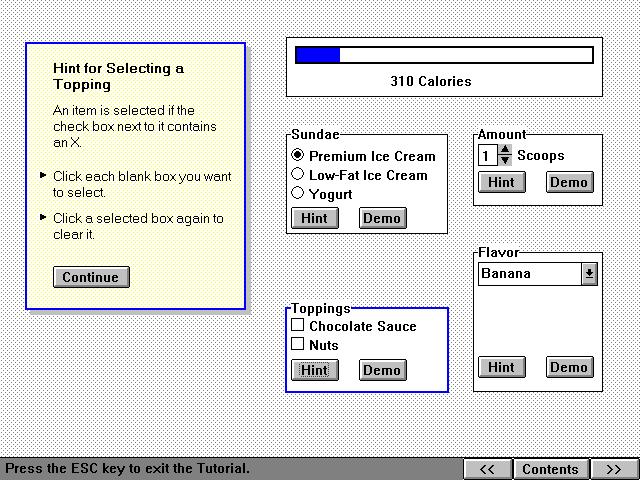 Hint for Selecting a
Topping
An item is selected if the
check box next to it contains
an X.
Click each blank box you want
to select.
Click a selected box again to
clear it.
Continue
310 Calories
Sundae
Premium Ice Cream
Low-Fat Ice Cream
Yogurt
Hint Demo
Amount
1 Scoops
Hint Demo
Toppings
Chocolate Sauce
Nuts
Hint Demo
Flavor
Banana
Hint Demo
Press the ESC key to exit the Tutorial.
<< Contents >>